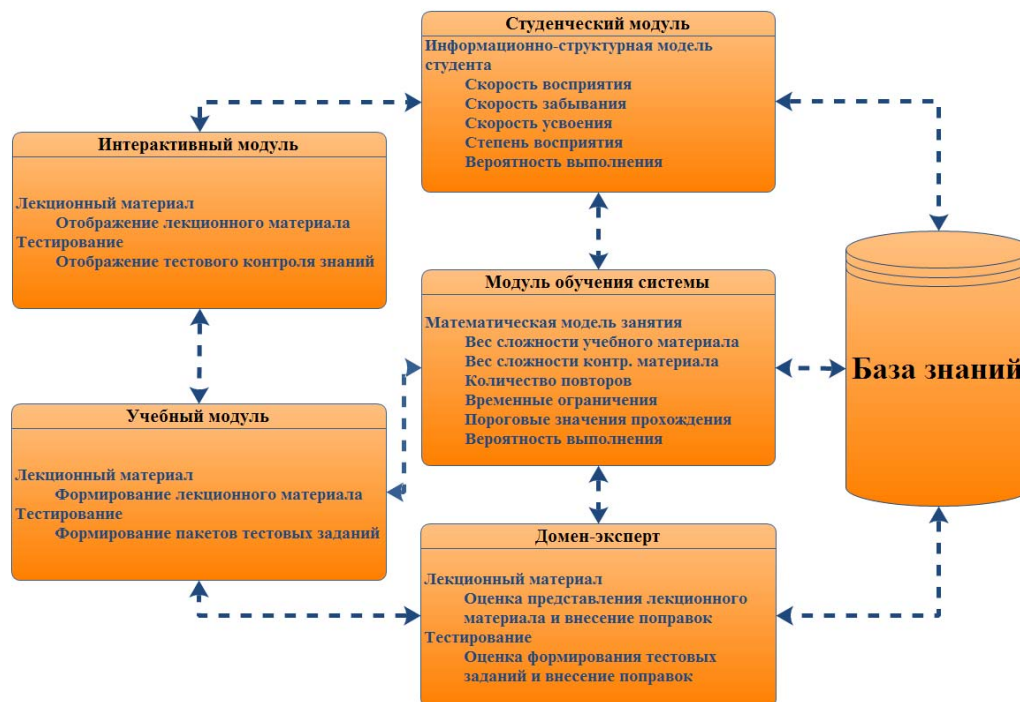 Студенческий модуль
Информационно-структурная модель
студента
Скорость восприятия
Скорость забывания
Скорость усвоения
Степень восприятия
Вероятность выполнения
Интерактивный модуль
Лекционный материал
Отображение лекционного материала
Тестирование
Отображение тестового контроля знаний
Модуль обучения системы
Математическая модель занятия
Вес сложности учебного материала
Вес сложности контр. материала
Количество повторов
Временные ограничения
Пороговые значения прохождения
Вероятность выполнения
База знаний
Учебный модуль
Лекционный материал
Формирование лекционного материала
Тестирование
Формирование пакетов тестовых заданий
Домен-эксперт
Лекционный материал
Оценка представления лекционного
материала и внесение поправок
Тестирование
Оценка формирования тестовых
заданий и внесение поправок